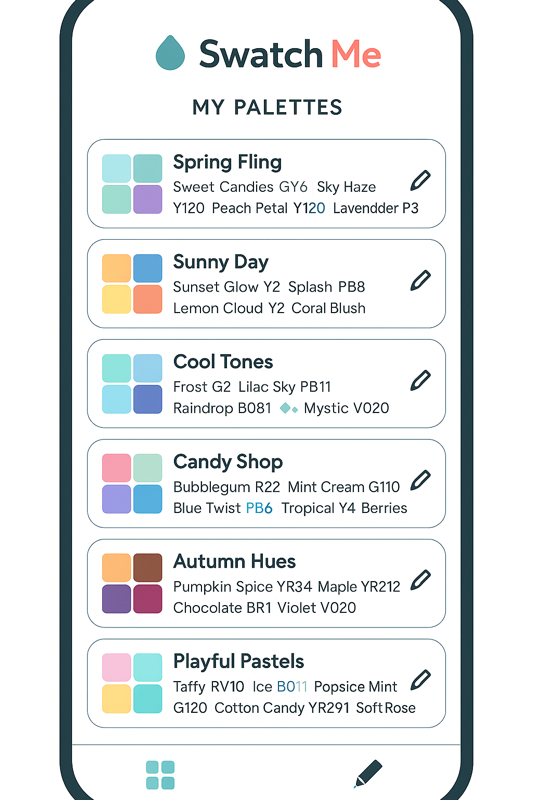 Swatch Me
MY PALETTES
Spring Fling
Sweet Candies GY6 Sky Haze
Y120 Peach Petal Y120 Lavendder P3
Sunny Day
Sunset Glow Y2 Splash PB8
Lemon Cloud Y2 Coral Blush
Cool Tones
Frost G2 Lilac Sky PB11
Raindrop B081 Mystic V020
Candy Shop
Bubblegum R22 Mint Cream G110
Blue Twist PB6 Tropical Y4 Berries
Autumn Hues
Pumpkin Spice YR34 Maple YR212
Chocolate BR1 Violet V020
Playful Pastels
Taffy RV10 Ice B011 Popsice Mint
G120 Cotton Candy YR291 Soft Rose